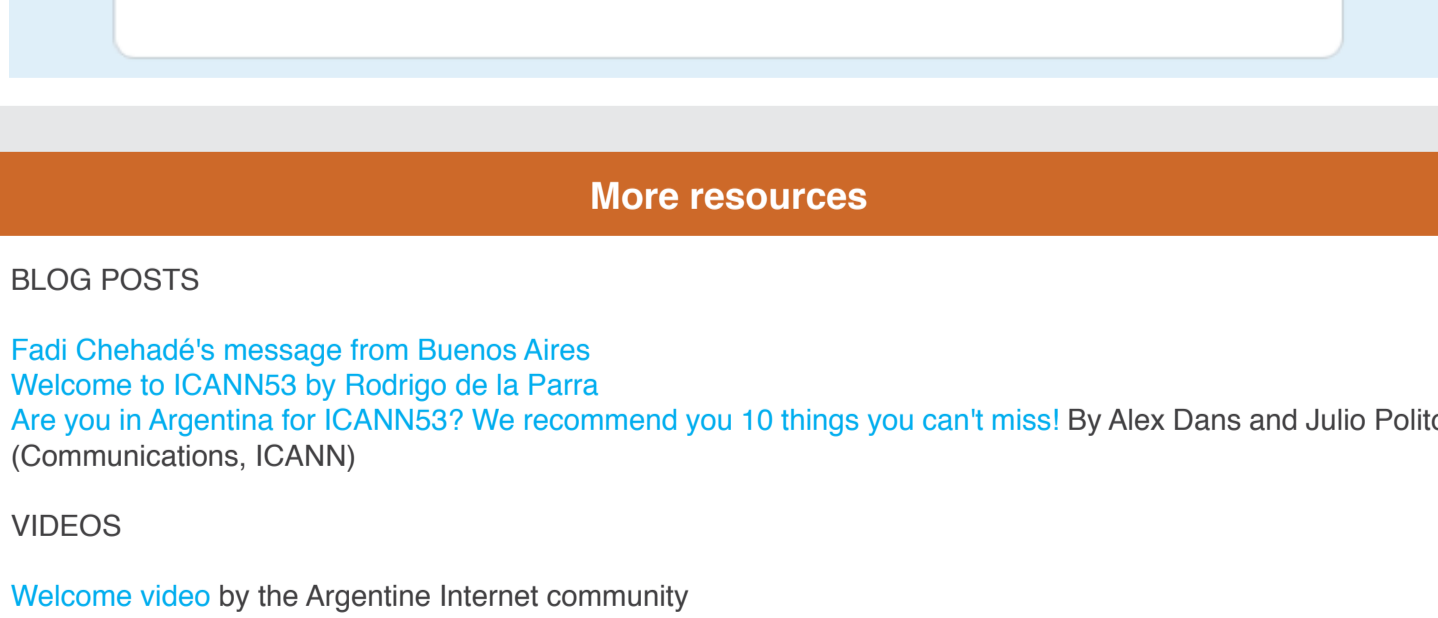 More resources
BLOG POSTS
Fadi Chehadé's message from Buenos Aires
Welcome to ICANN53 by Rodrigo de la Parra
Are you in Argentina for ICANN53? We recommend you 10 things you can't miss! By Alex Dans and Julio
(Communications, ICANN)
VIDEOS
Welcome video by the Argentine Internet community